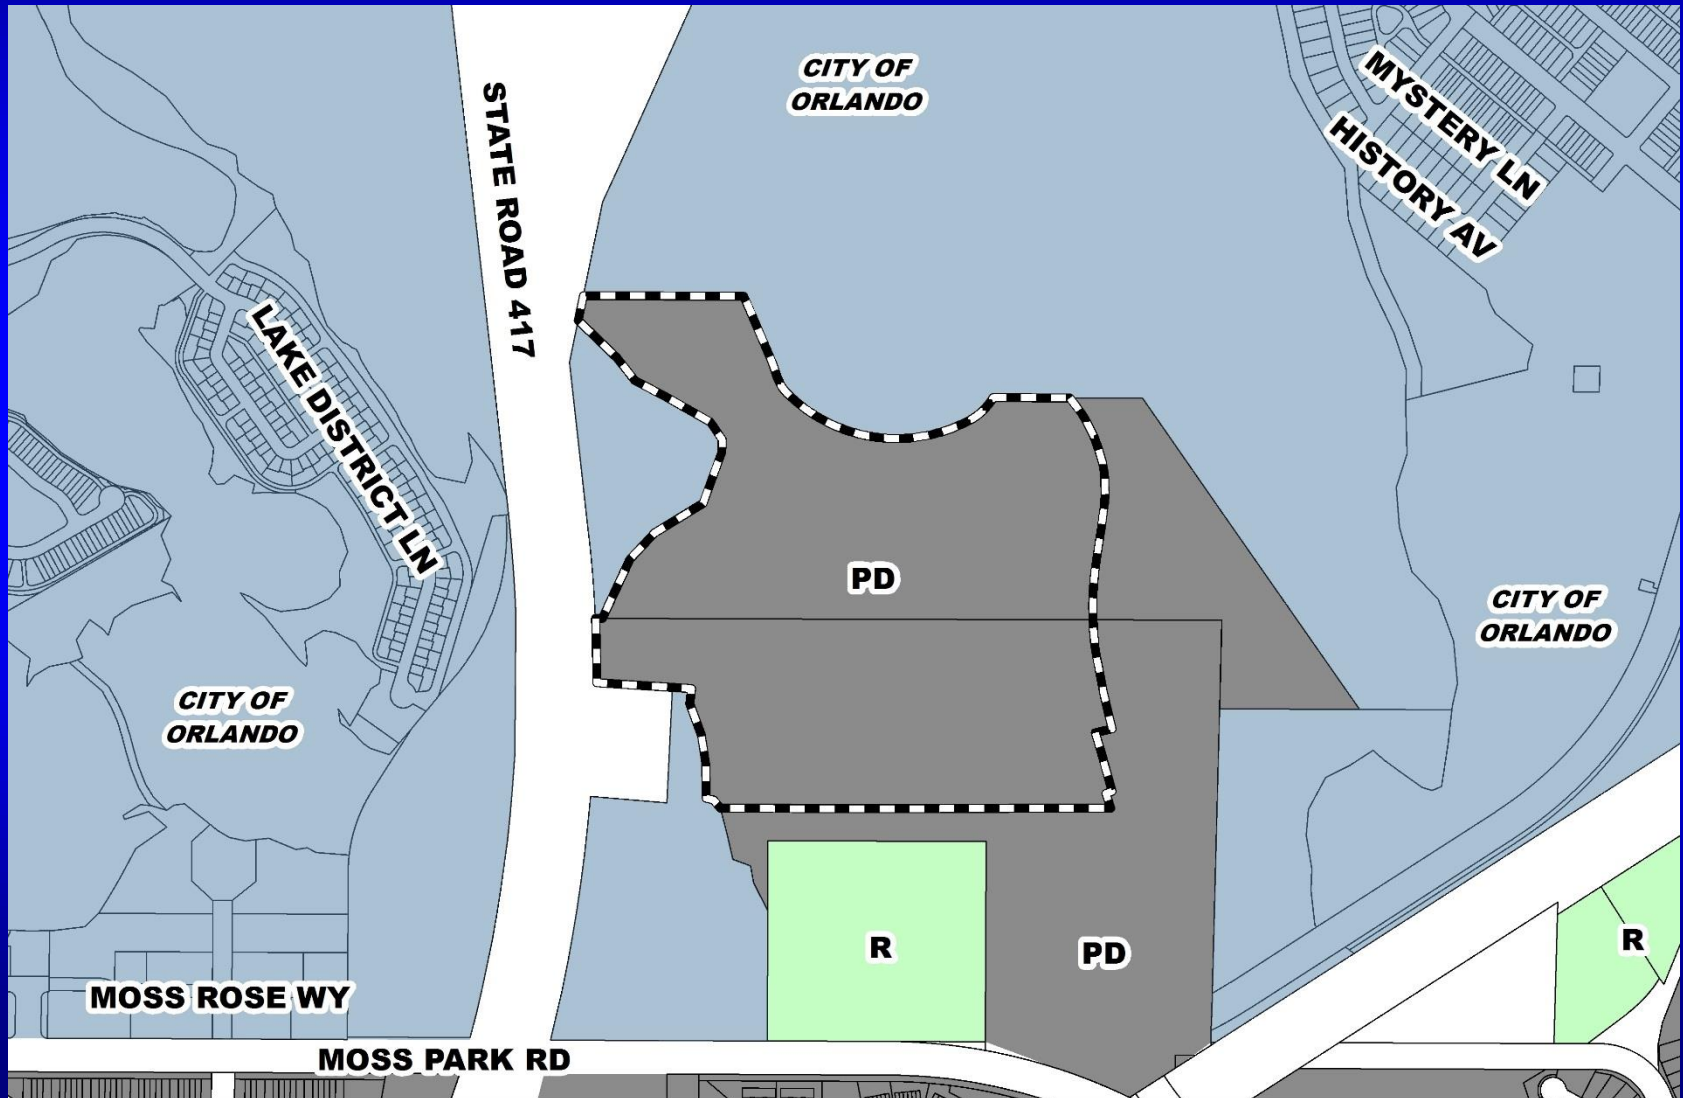 CITY OF
ORLANDO
MYSTERY LN
HISTORY AV
STATE ROAD 417
LAKE DISTRICT LN
PD
CITY OF
ORLANDO
CITY OF
ORLANDO
R
PD
R
MOSS ROSE WY
MOSS PARK RD